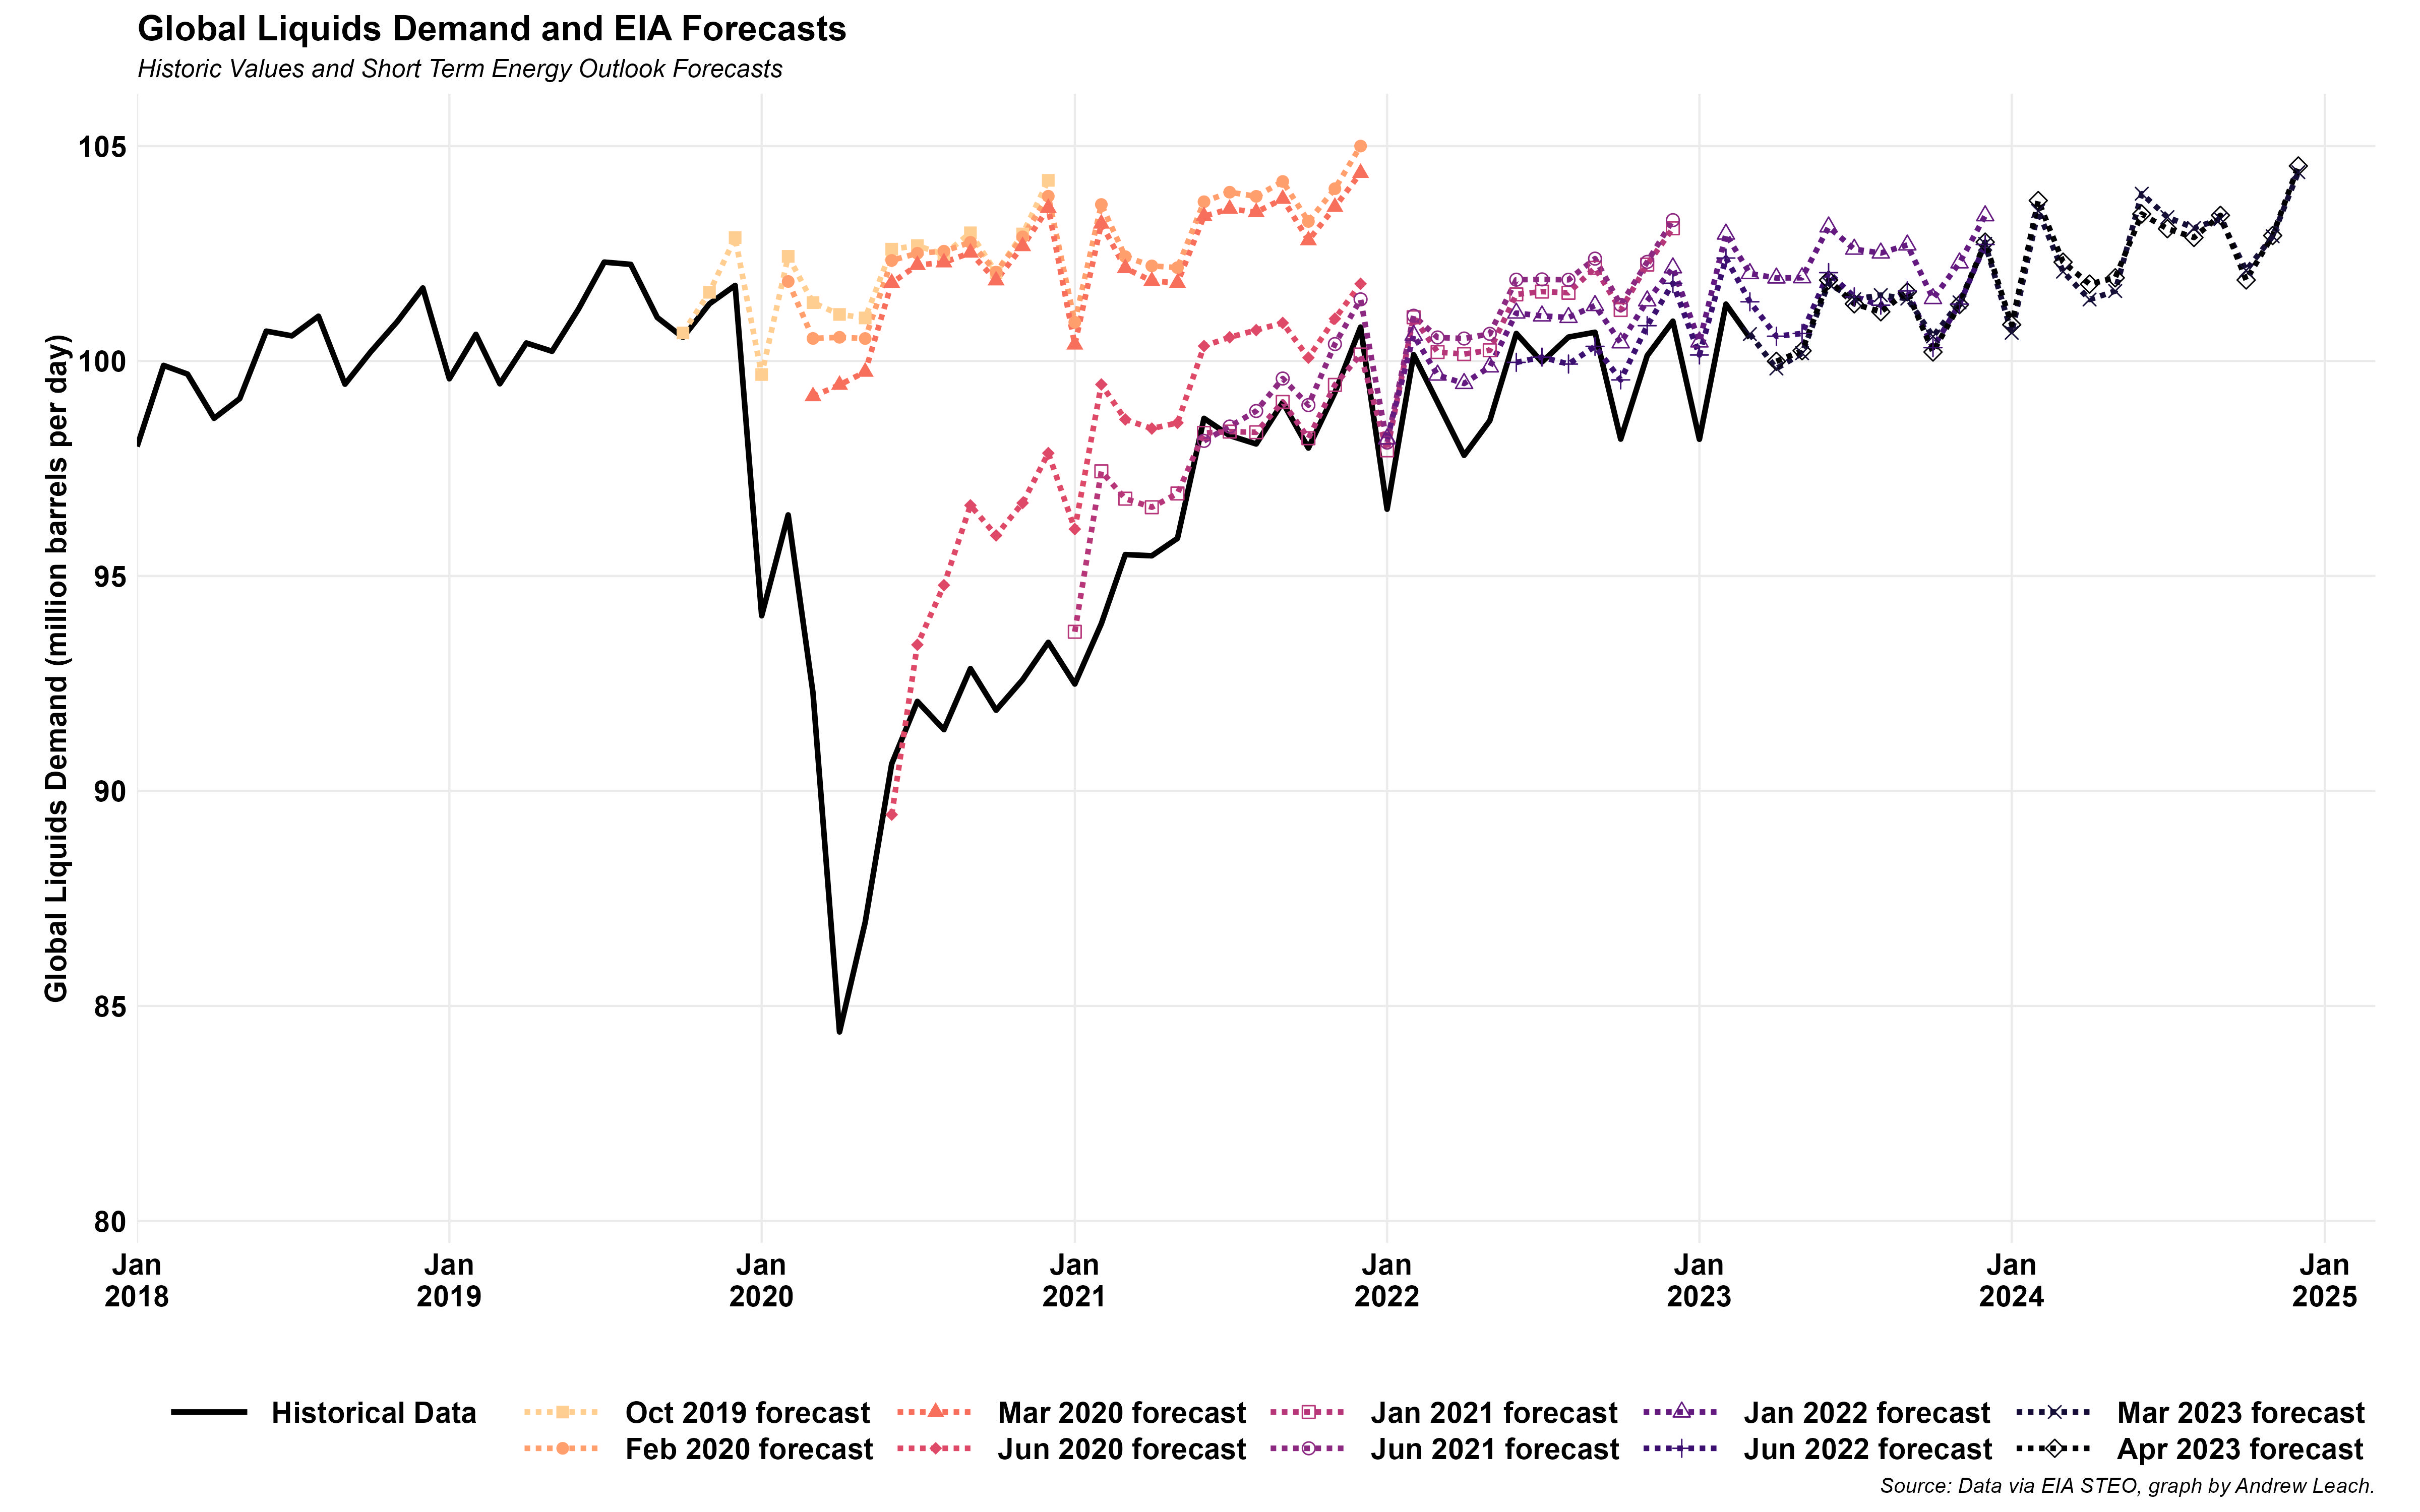 Global Liquids Demand and EIA Forecasts
Historic Values and Short Term Energy Outlook Forecasts
Global Liquids Demand (million barrels per day)
105
100
95
90
85
80
Jan 2018
Jan 2019
Jan 2020
Jan 2021
Jan 2022
Jan 2023
Jan 2024
Jan 2025
Historical Data
Oct 2019 forecast
Feb 2020 forecast
Mar 2020 forecast
Jun 2020 forecast
Jan 2021 forecast
Jun 2021 forecast
Jan 2022 forecast
Jun 2022 forecast
Mar 2023 forecast
Apr 2023 forecast
Source: Data via EIA STEO, graph by Andrew Leach.